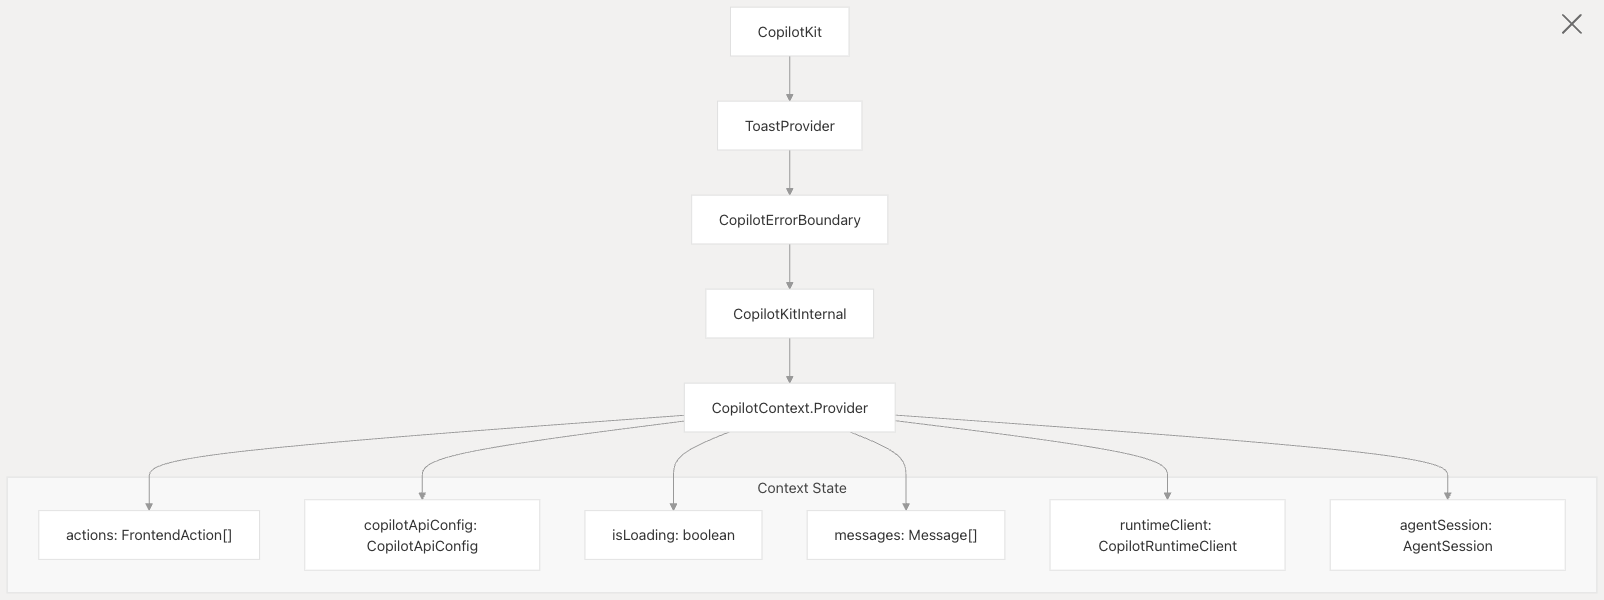 CopilotKit
ToastProvider
CopilotErrorBoundary
CopilotKitInternal
CopilotContext.Provider
Context State
actions: FrontendAction[]
copilotApiConfig:
CopilotApiConfig
isLoading: boolean
messages: Message[]
runtimeClient:
CopilotRuntimeClient
agentSession:
AgentSession